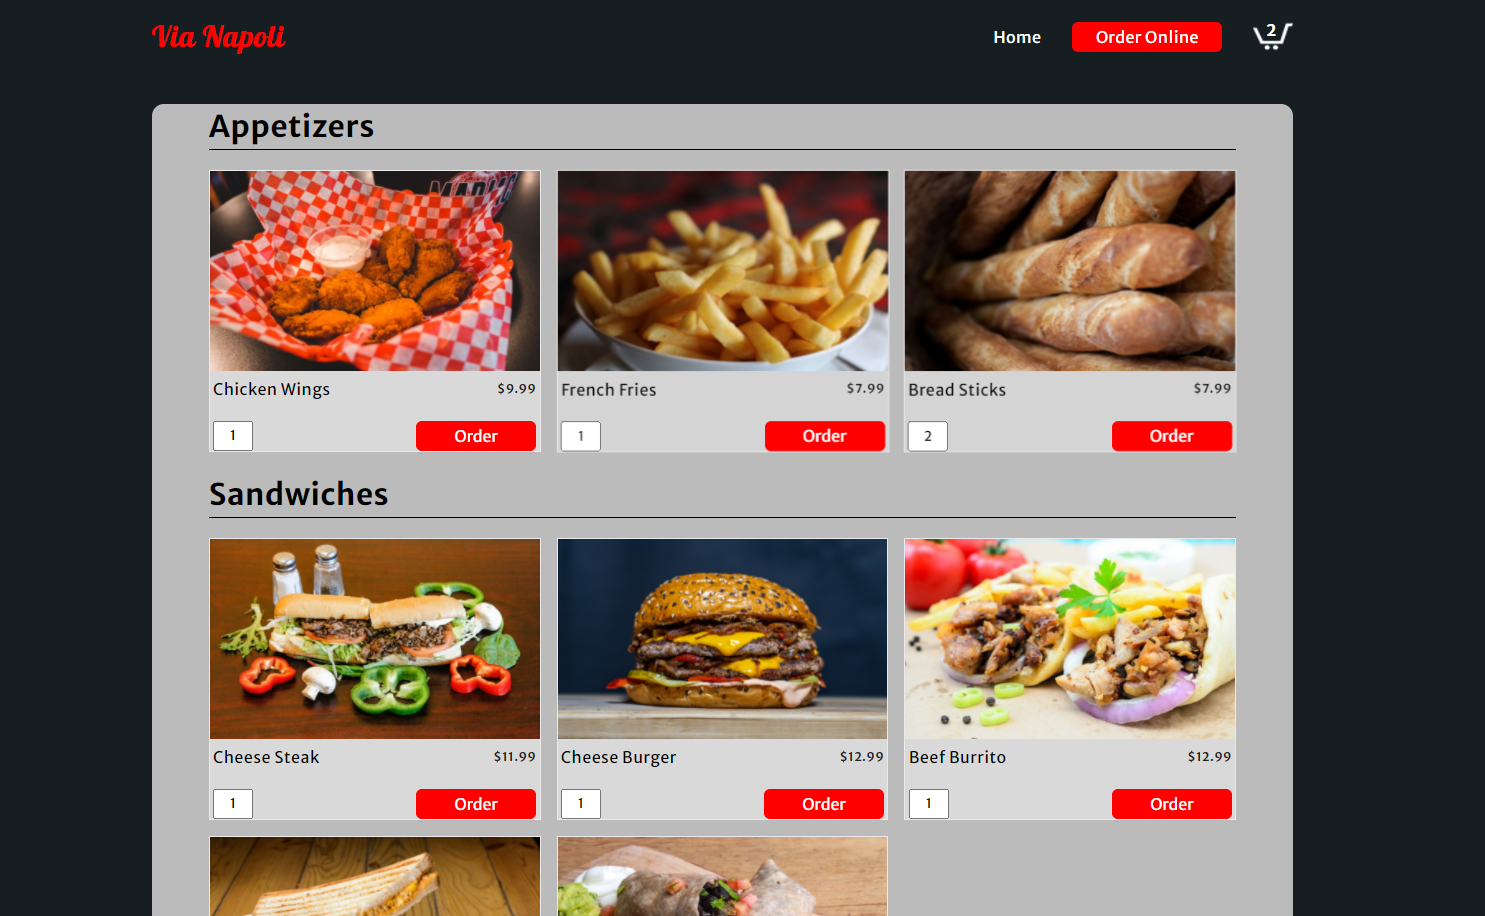 Via Napoli
Home
Order Online
2
Appetizers
Chicken Wings $9.99
1 Order
French Fries $7.99
1 Order
Bread Sticks $7.99
2 Order
Sandwiches
Cheese Steak $11.99
1 Order
Cheese Burger $12.99
1 Order
Beef Burrito $12.99
1 Order